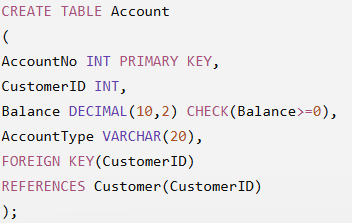 CREATE TABLE Account
(
AccountNo INT PRIMARY KEY,
CustomerID INT,
Balance DECIMAL(10,2) CHECK(Balance>=0),
AccountType VARCHAR(20),
FOREIGN KEY(CustomerID)
REFERENCES Customer(CustomerID)
);